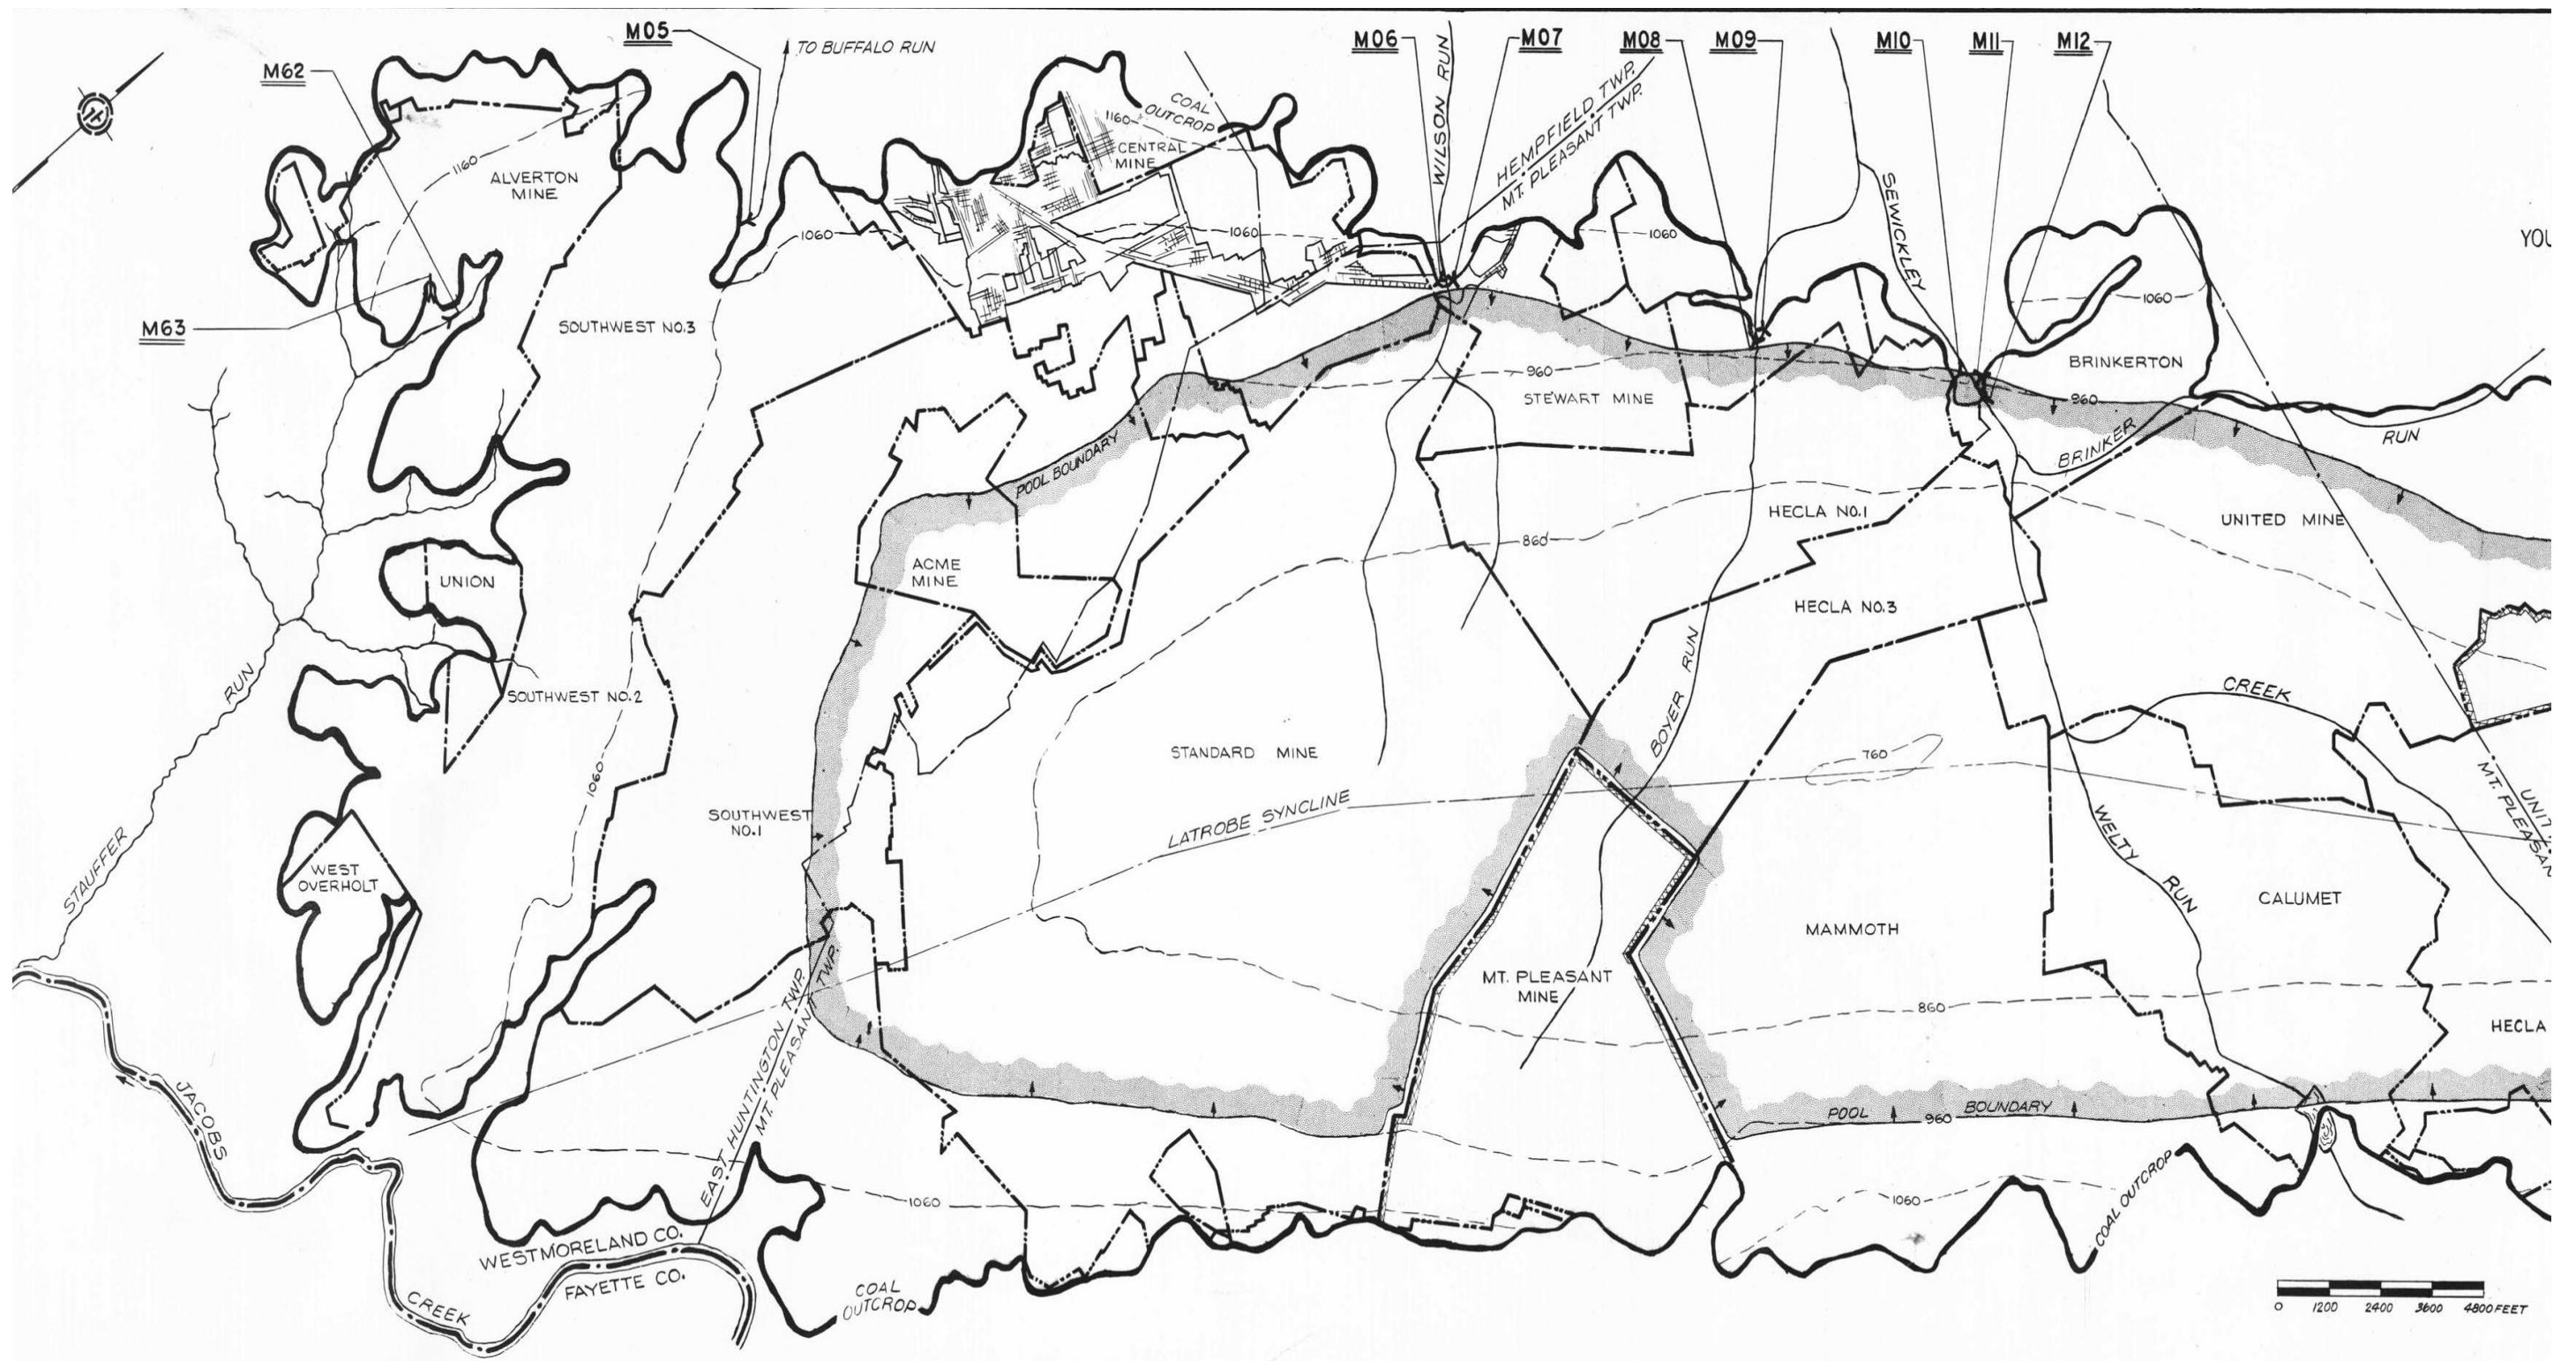 M05
TO BUFFALO RUN
M06
M07
M08
M09
M10
M11
M12
M62
WILSON RUN
HEMPFIELD TWP.
MT. PLEASANT TWP.
COAL
OUTCROP
1160
CENTRAL
MINE
1160
ALVERTON
MINE
SEWICKLEY
1060
1060
1060
YOU
1060
M63
SOUTHWEST NO.3
BRINKERTON
960
STEWART MINE
960
BRINKER
RUN
POOL BOUNDARY
HECLA NO.1
UNITED MINE
860
ACME
MINE
UNION
HECLA NO.3
RUN
SOUTHWEST NO.2
BOYER RUN
CREEK
STANDARD MINE
760
1060
MT. PLEASANT
UNIT
MT. PLEASAN
SOUTHWEST
NO.1
LATROBE SYNCLINE
WELTY
RUN
STAUFFER
WEST
OVERHOLT
CALUMET
MAMMOTH
MT. PLEASANT
MINE
EAST HUNTINGTON TWP.
MT. PLEASANT TWP.
860
HECLA
JACOBS
POOL
BOUNDARY
960
1060
1060
COAL OUTCROP
WESTMORELAND CO.
FAYETTE CO.
CREEK
COAL
OUTCROP
0 1200 2400 3600 4800 FEET